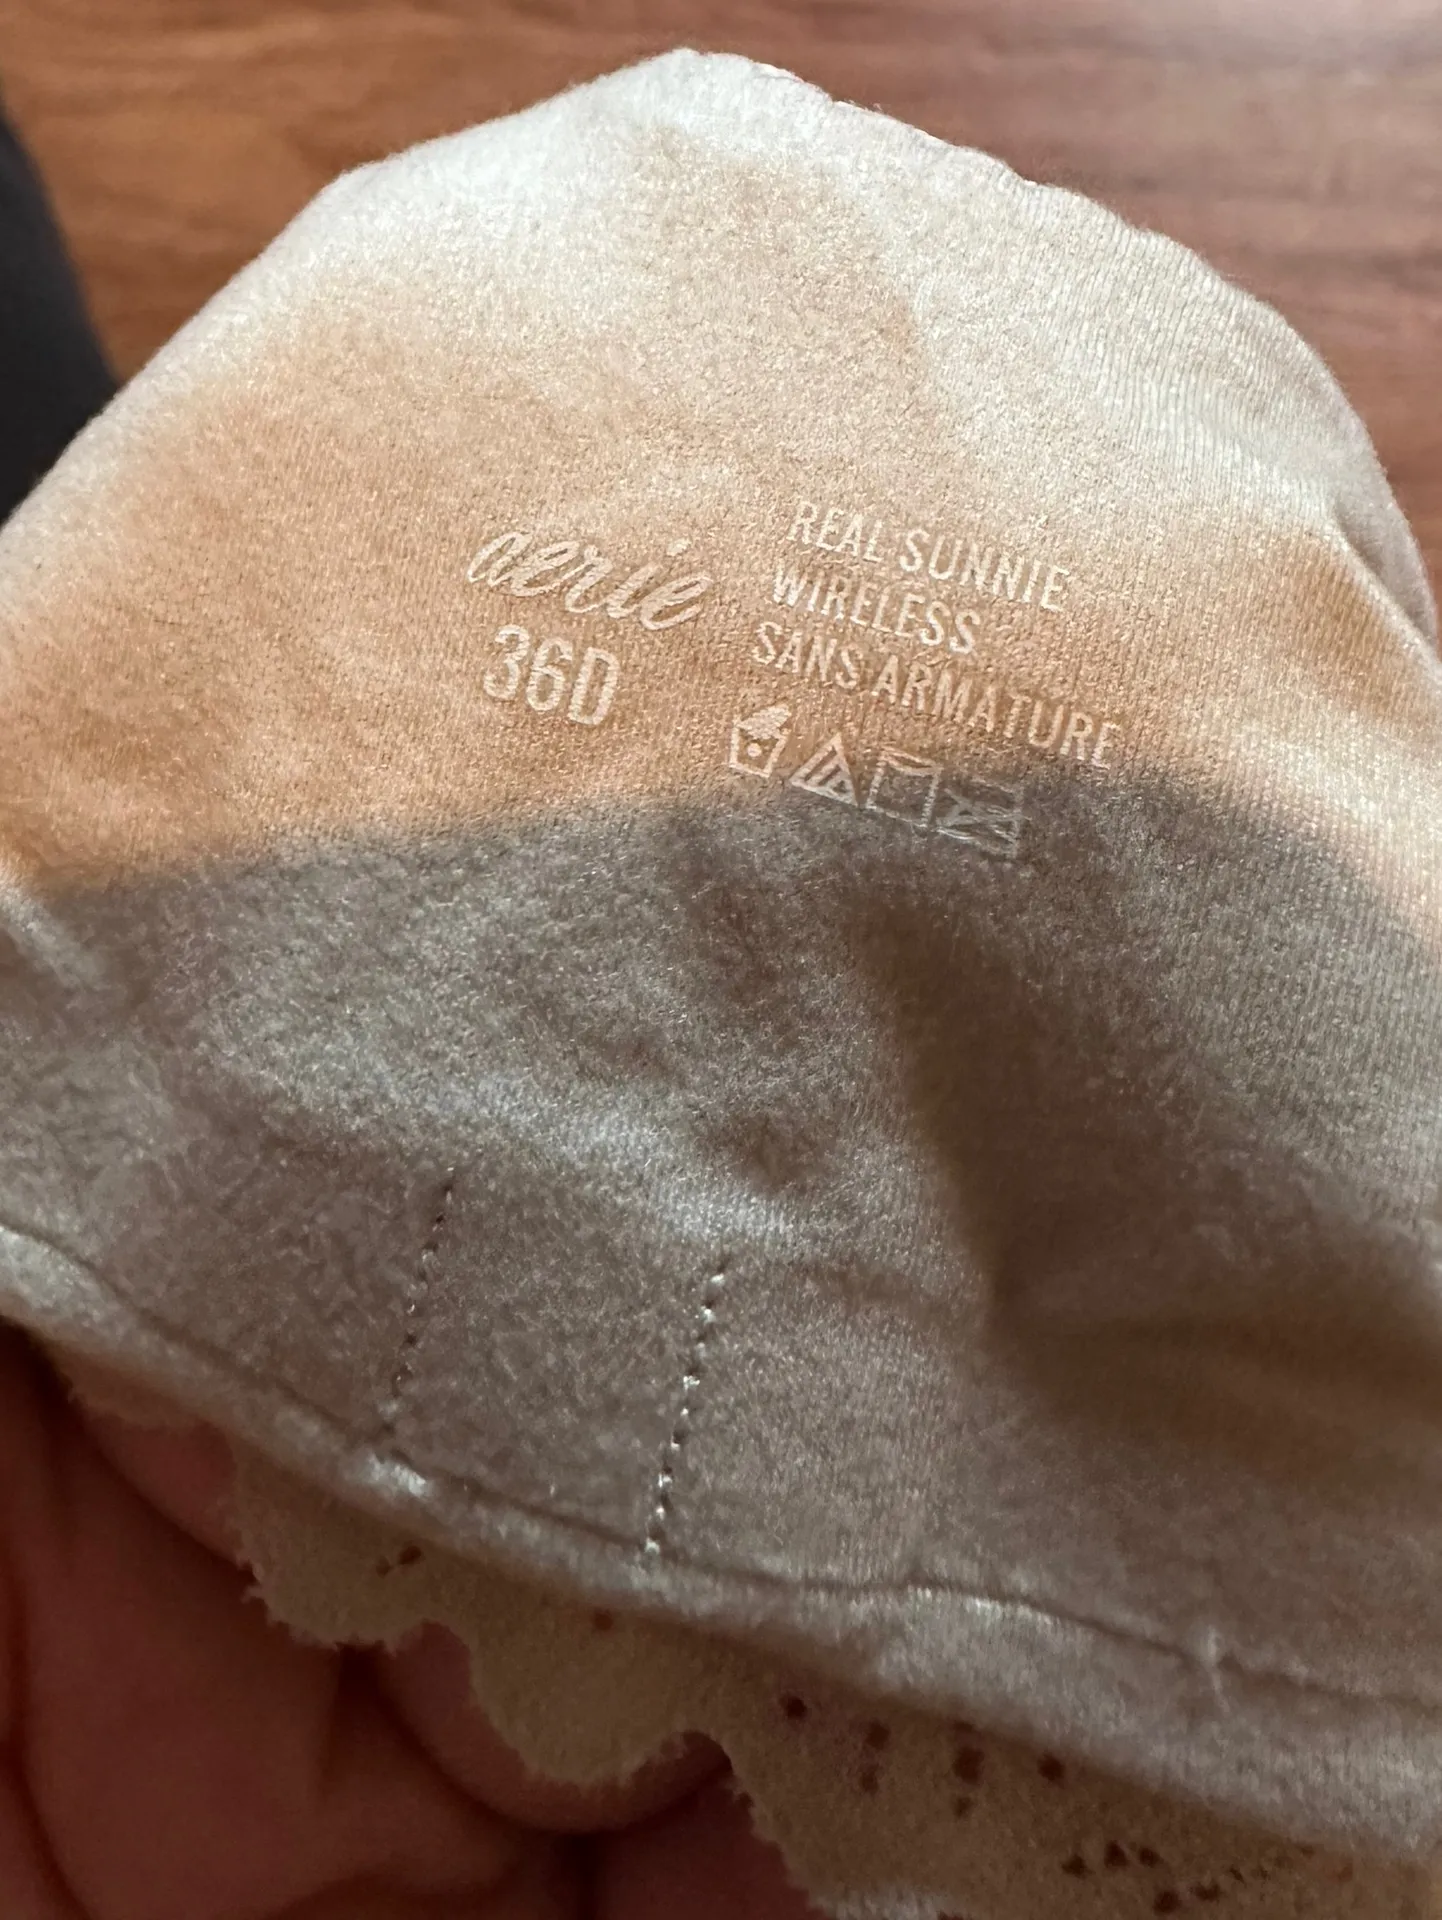 aerie
36D
REAL SUNNIE
WIRELESS
SANS ARMATURE